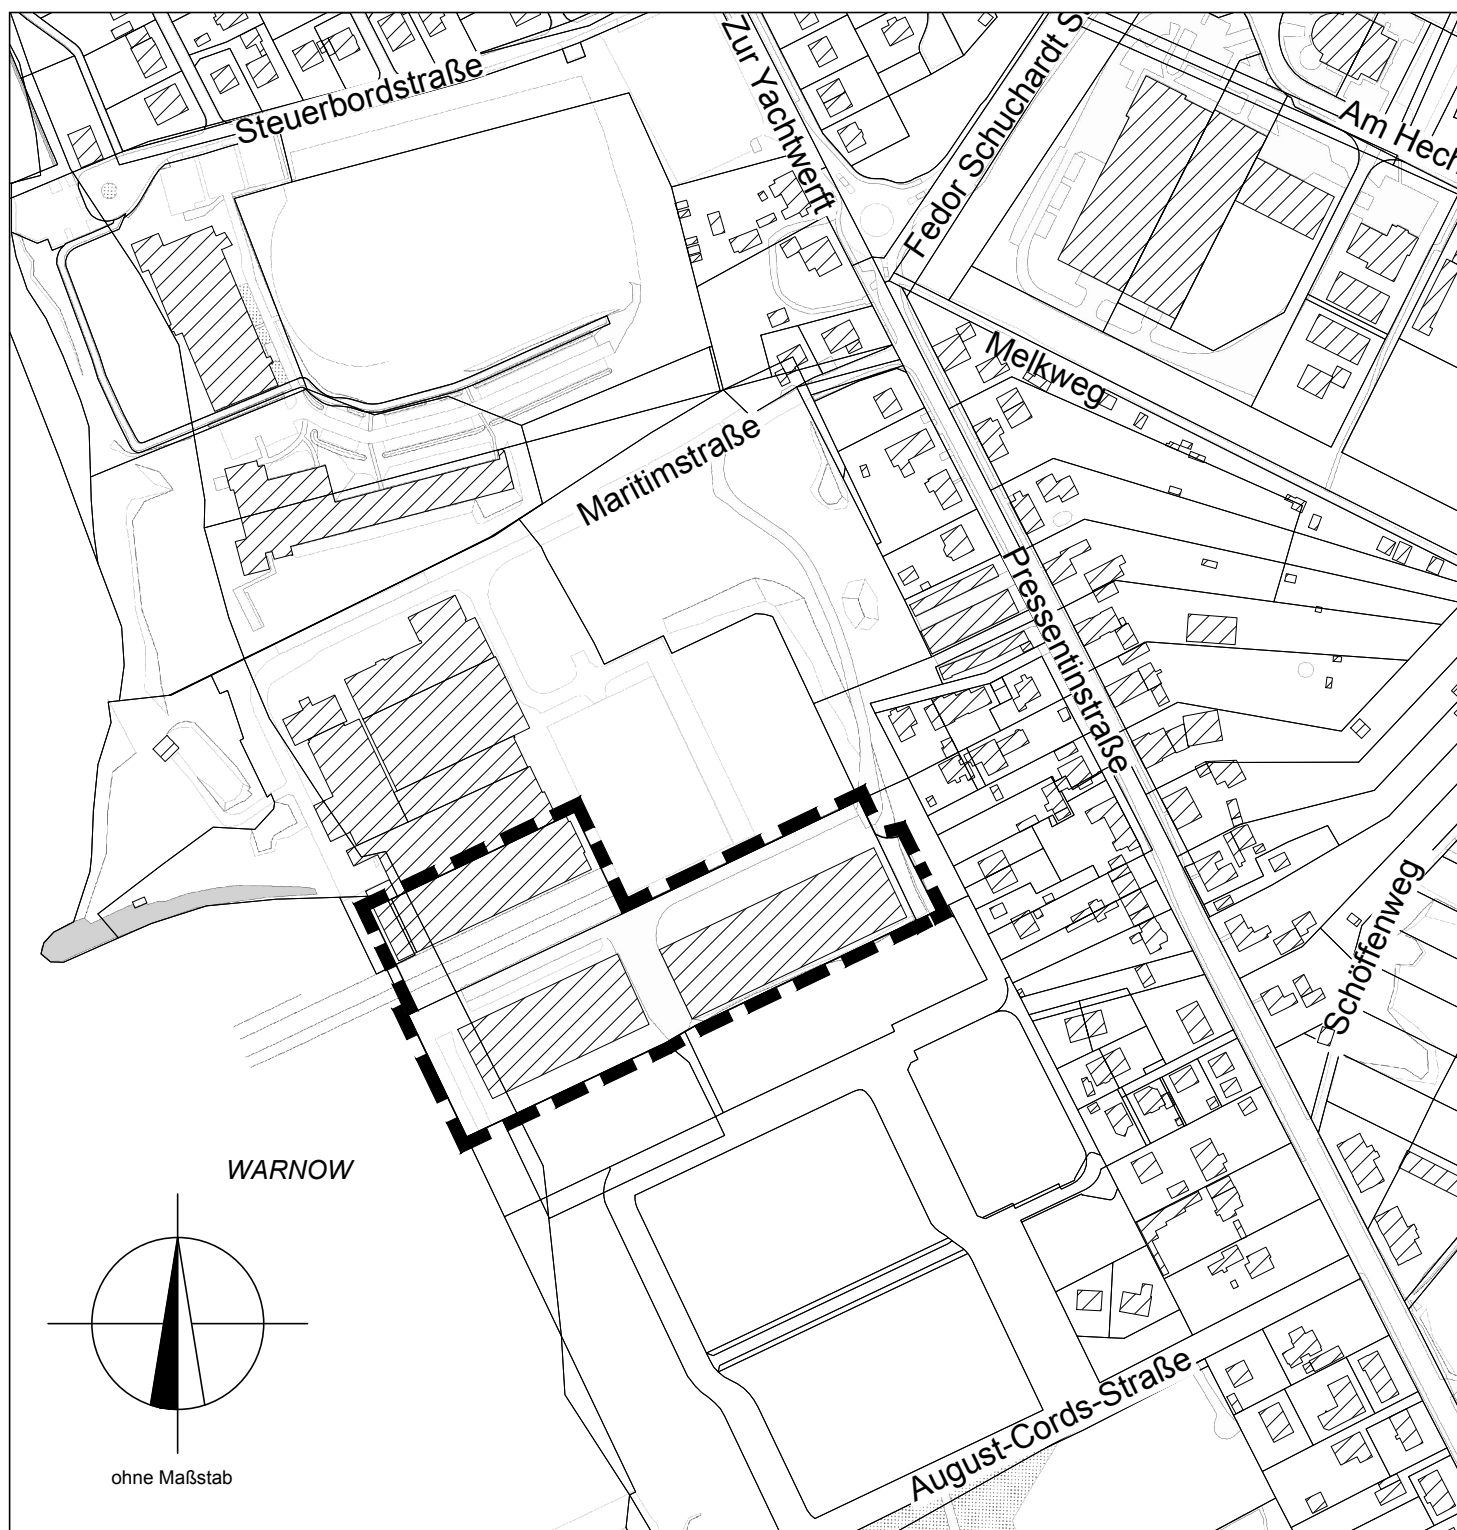 Steuerbordstraße
Zur Yachtwerft
Fedor Schuchardt S
Am Hech
Melkweg
Maritimstraße
Pressentinstraße
Schöffenweg
WARNOW
August-Cords-Straße
ohne Maßstab